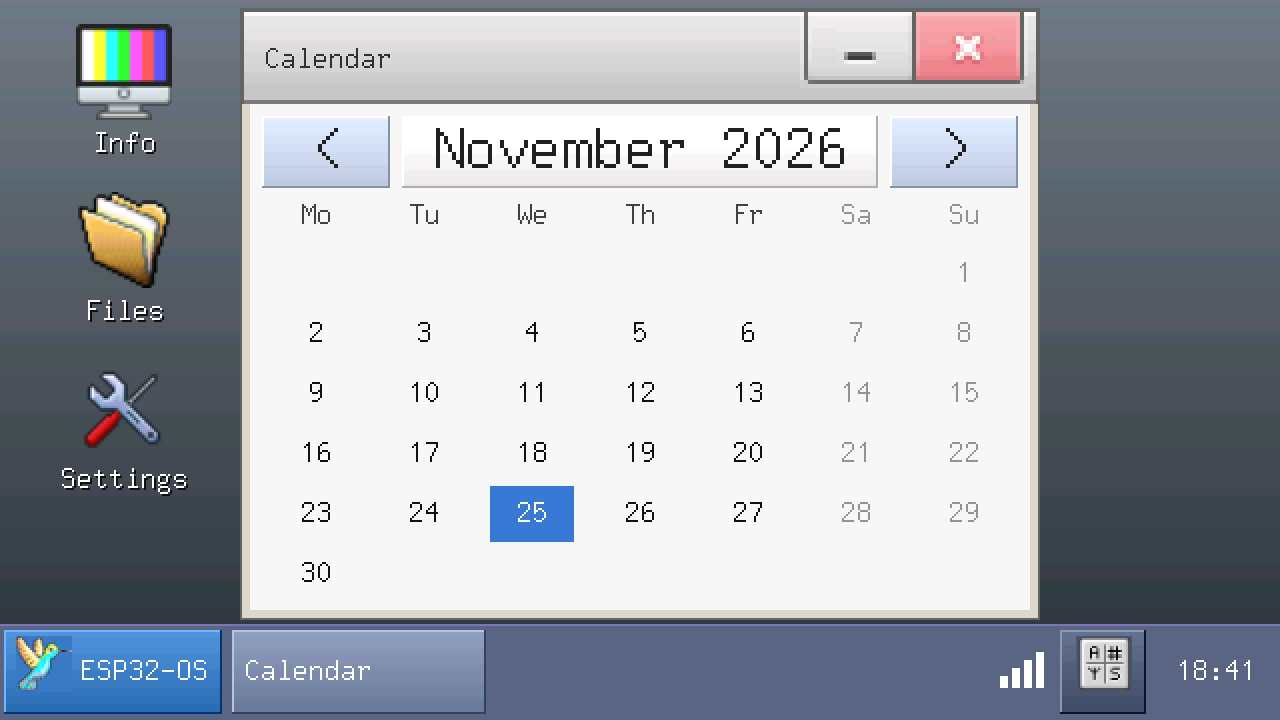 Calendar
Info
Files
Settings
< November 2026 >
Mo Tu We Th Fr Sa Su
1
2 3 4 5 6 7 8
9 10 11 12 13 14 15
16 17 18 19 20 21 22
23 24 25 26 27 28 29
30
ESP32-OS Calendar A # Y S 18:41